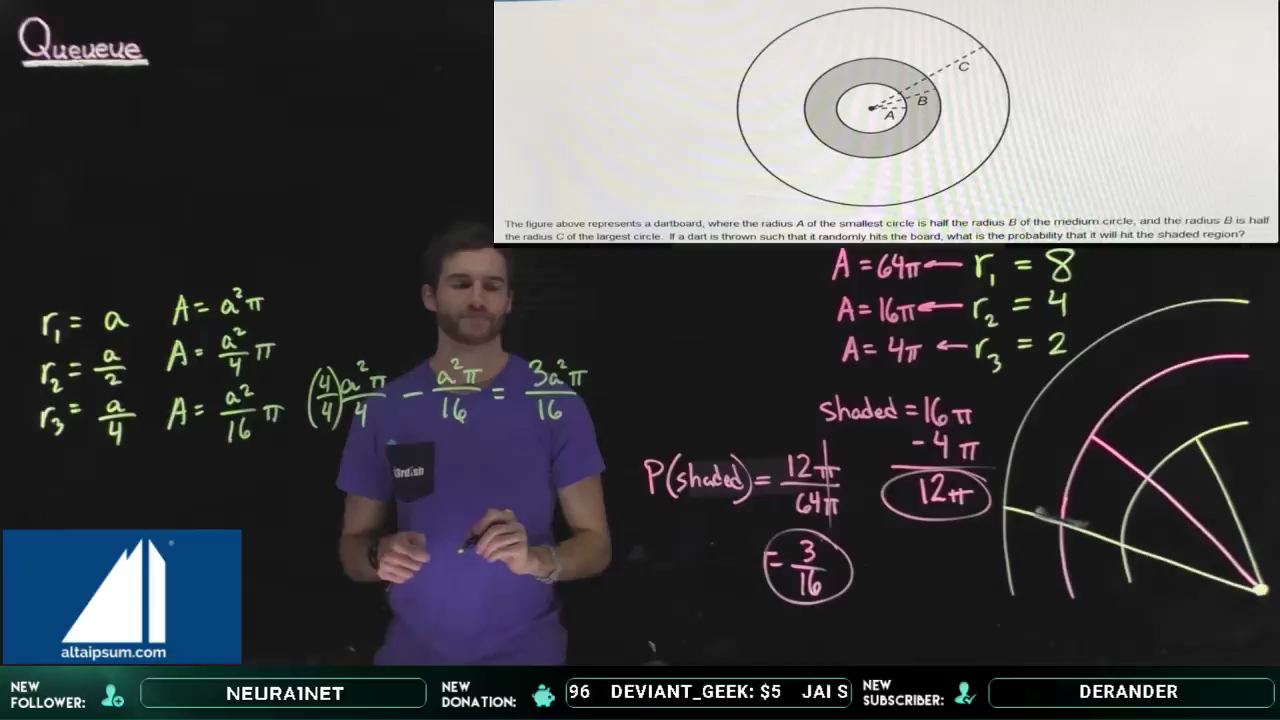 Queueue
C
B
A
The figure above represents a dartboard, where the radius A of the smallest circle is half the radius B of the medium circle, and the radius B is half
the radius C of the largest circle. If a dart is thrown such that it randomly hits the board, what is the probability that it will hit the shaded region?
r₁ = a A = a²π
r₂ = a/2 A = a²/4 π
r₃ = a/4 A = a²/16 π (4/4) a²π/4 − a²π/16 = 3a²π/16
A = 64π ← r₁ = 8
A = 16π ← r₂ = 4
A = 4π ← r₃ = 2
shaded = 16π
- 4π
12π
P(shaded) = 12π/64π
= 3/16
altaipsum.com
NEW FOLLOWER: NEURA1NET NEW DONATION: 96 DEVIANT_GEEK: $5 JAI S NEW SUBSCRIBER: DERANDER